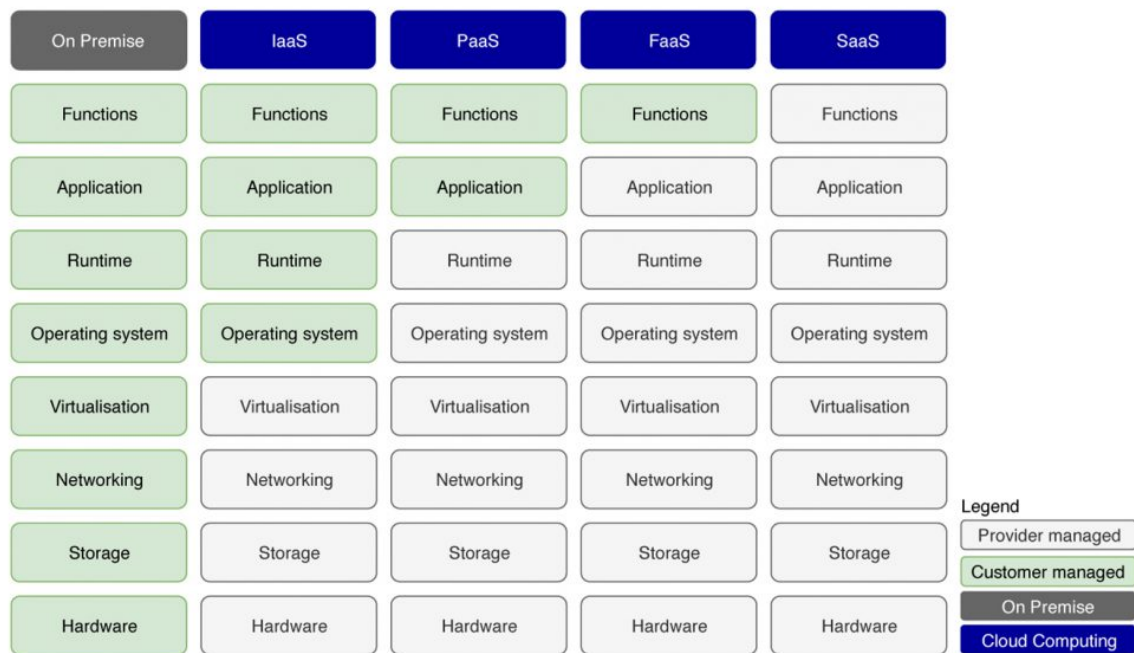 On Premise IaaS PaaS FaaS SaaS
Functions Functions Functions Functions Functions
Application Application Application Application Application
Runtime Runtime Runtime Runtime Runtime
Operating system Operating system Operating system Operating system Operating system
Virtualisation Virtualisation Virtualisation Virtualisation Virtualisation
Networking Networking Networking Networking Networking
Storage Storage Storage Storage Storage
Hardware Hardware Hardware Hardware Hardware
Legend
Provider managed
Customer managed
On Premise
Cloud Computing